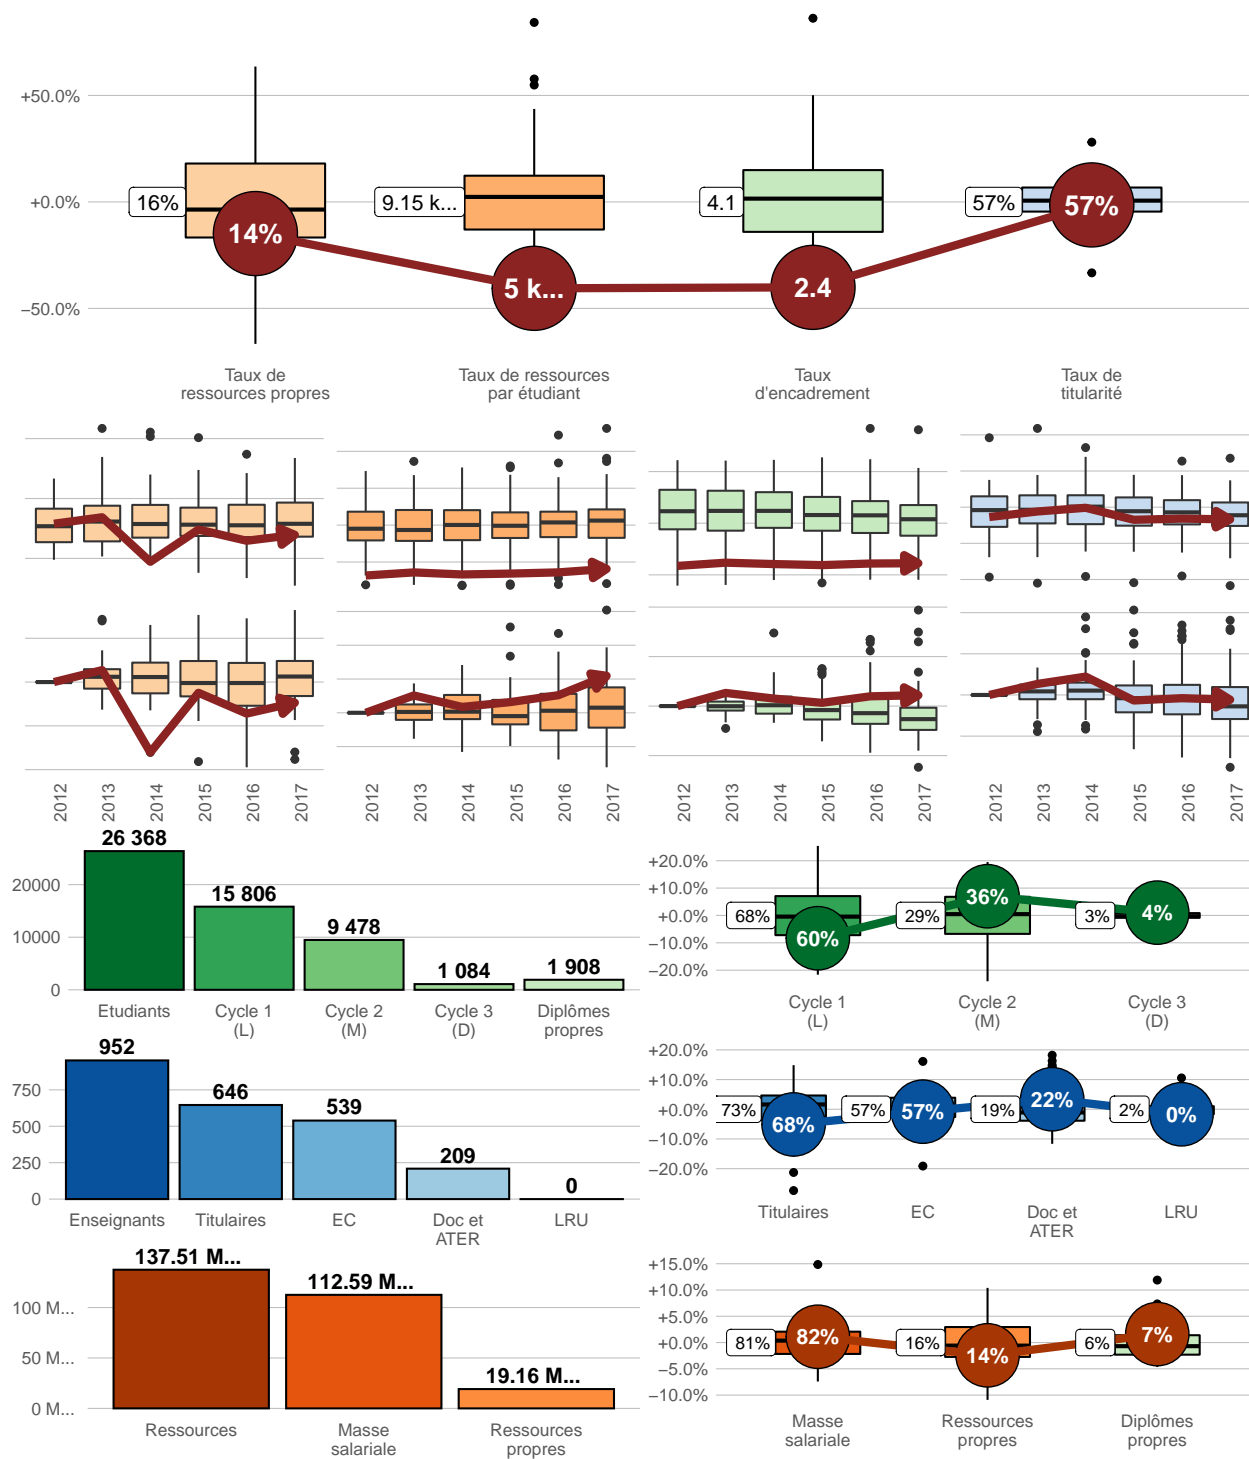 +50.0%
+0.0%
−50.0%
16%
14%
9.15 k...
5 k...
4.1
2.4
57%
57%
Taux de
ressources propres
Taux de ressources
par étudiant
Taux
d'encadrement
Taux de
titularité
2012 2013 2014 2015 2016 2017
2012 2013 2014 2015 2016 2017
2012 2013 2014 2015 2016 2017
2012 2013 2014 2015 2016 2017
20000
10000
0
26 368
15 806
9 478
1 084
1 908
Etudiants
Cycle 1
(L)
Cycle 2
(M)
Cycle 3
(D)
Diplômes
propres
+20.0%
+10.0%
+0.0%
−10.0%
−20.0%
68%
60%
29%
36%
3%
4%
Cycle 1
(L)
Cycle 2
(M)
Cycle 3
(D)
750
500
250
0
952
646
539
209
0
Enseignants
Titulaires
EC
Doc et
ATER
LRU
+20.0%
+10.0%
+0.0%
−10.0%
−20.0%
73%
68%
57%
57%
19%
22%
2%
0%
Titulaires
EC
Doc et
ATER
LRU
100 M...
50 M...
0 M...
137.51 M...
112.59 M...
19.16 M...
Ressources
Masse
salariale
Ressources
propres
+15.0%
+10.0%
+5.0%
+0.0%
−5.0%
−10.0%
81%
82%
16%
14%
6%
7%
Masse
salariale
Ressources
propres
Diplômes
propres